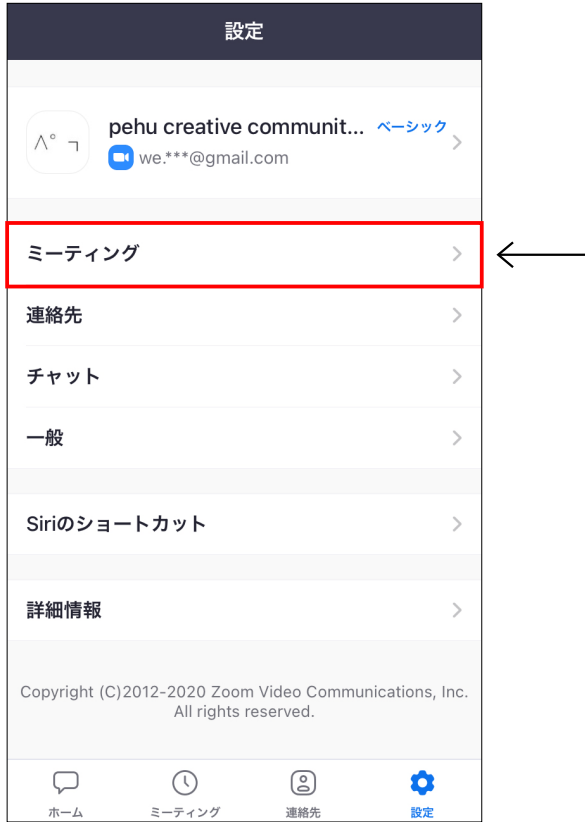 設定
pehu creative communit... ベーシック
we.***@gmail.com
ミーティング
連絡先
チャット
一般
Siriのショートカット
詳細情報
Copyright (C)2012-2020 Zoom Video Communications, Inc.
All rights reserved.
ホーム ミーティング 連絡先 設定